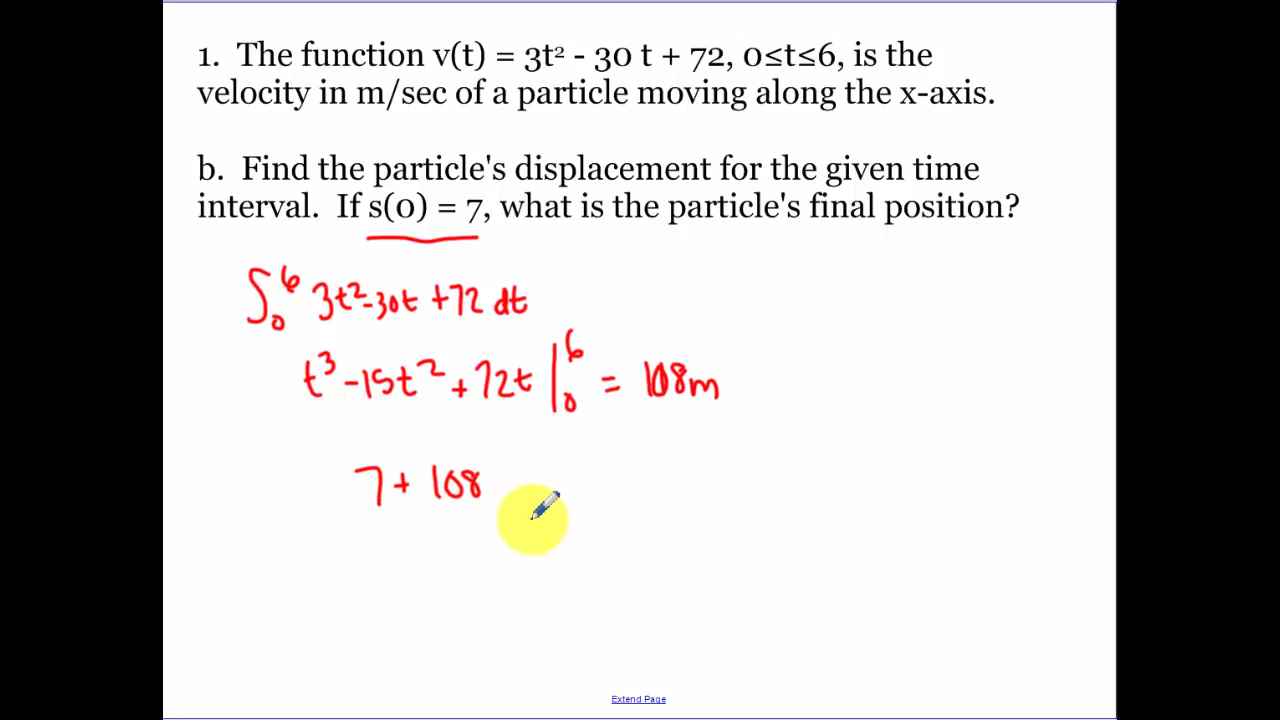 1. The function v(t) = 3t² - 30 t + 72, 0≤t≤6, is the
velocity in m/sec of a particle moving along the x-axis.
b. Find the particle's displacement for the given time
interval. If s(0) = 7, what is the particle's final position?
∫₀⁶ 3t²-30t +72 dt
t³ -15t² +72t |₀⁶ = 108m
7 + 108
Extend Page